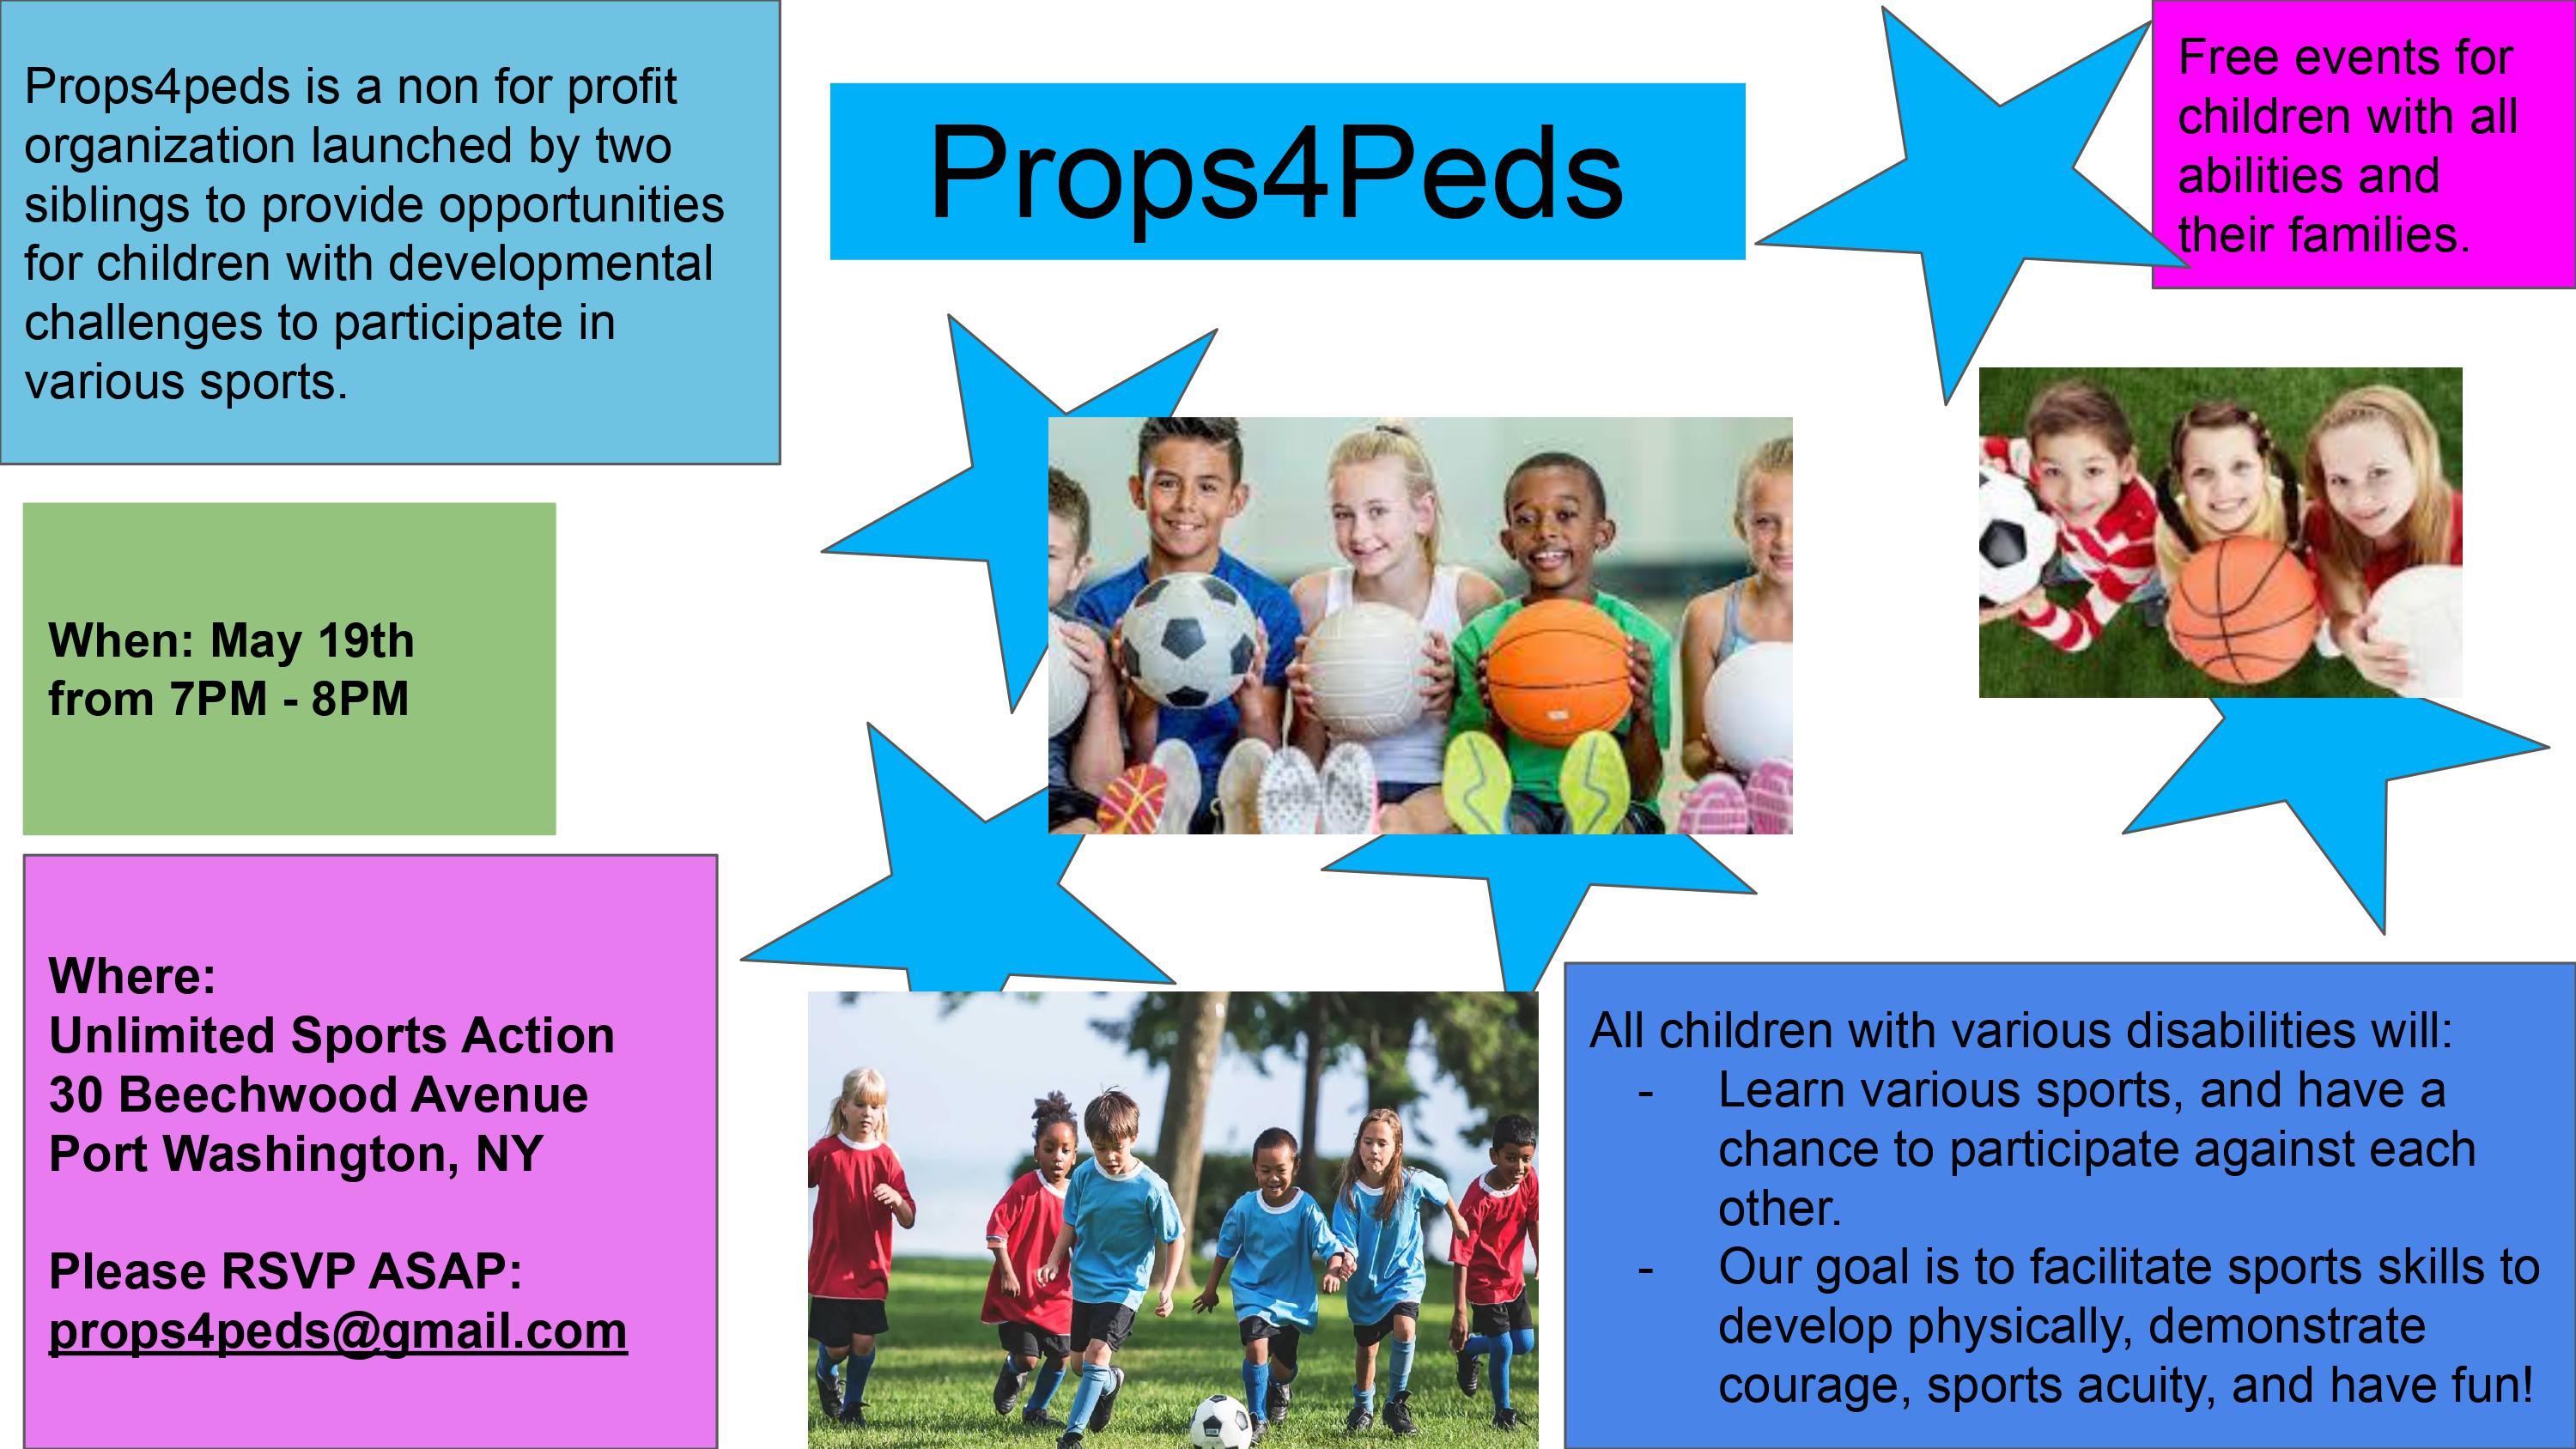 Props4peds is a non for profit
organization launched by two
siblings to provide opportunities
for children with developmental
challenges to participate in
various sports.
Props4Peds
Free events for
children with all
abilities and
their families.
When: May 19th
from 7PM - 8PM
Where:
Unlimited Sports Action
30 Beechwood Avenue
Port Washington, NY
Please RSVP ASAP:
props4peds@gmail.com
All children with various disabilities will:
- Learn various sports, and have a
chance to participate against each
other.
- Our goal is to facilitate sports skills to
develop physically, demonstrate
courage, sports acuity, and have fun!